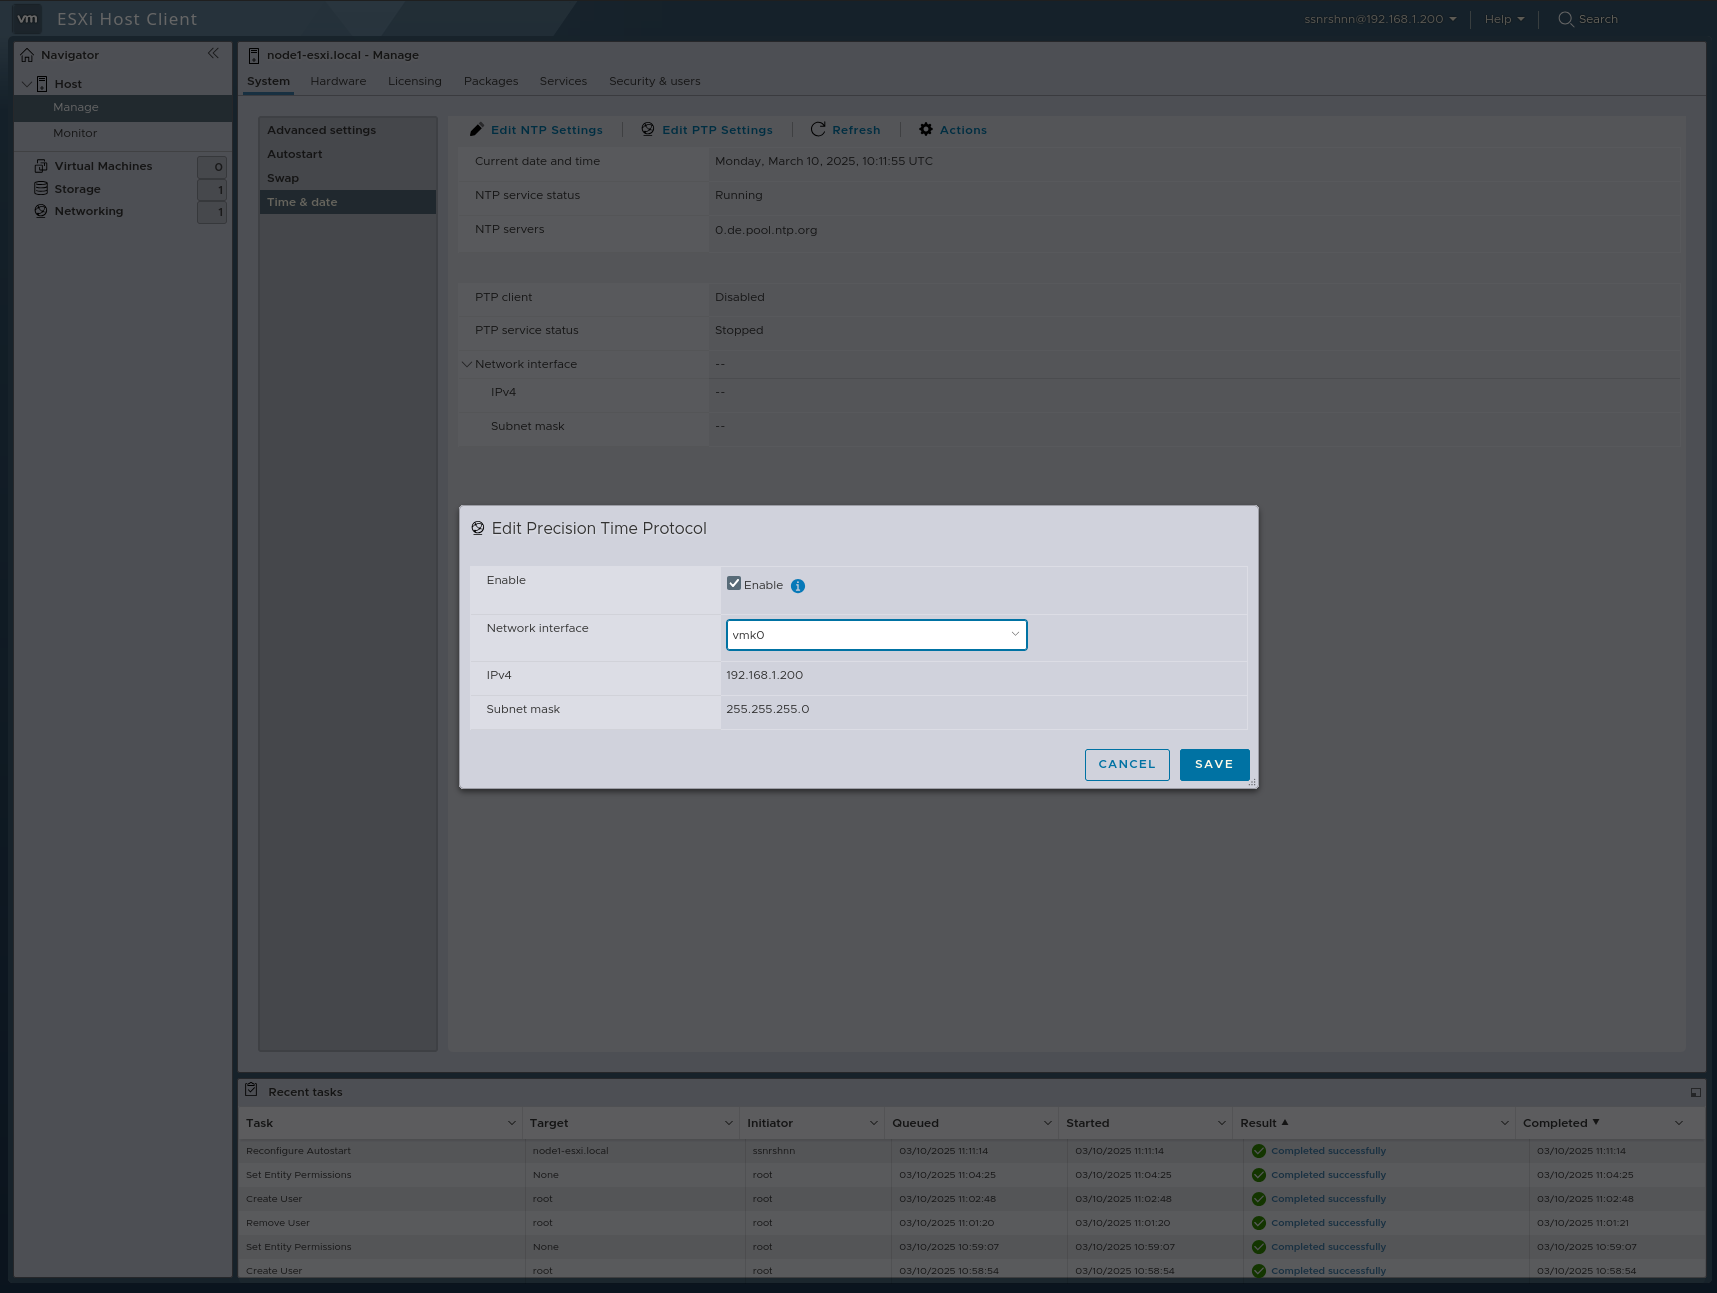 vm ESXi Host Client
ssnrshnn@192.168.1.200 Help Search
Navigator
Host
Manage
Monitor
Virtual Machines 0
Storage 1
Networking 1
node1-esxi.local - Manage
System Hardware Licensing Packages Services Security & users
Advanced settings
Autostart
Swap
Time & date
Edit NTP Settings Edit PTP Settings Refresh Actions
Current date and time Monday, March 10, 2025, 10:11:55 UTC
NTP service status Running
NTP servers 0.de.pool.ntp.org
PTP client Disabled
PTP service status Stopped
Network interface --
IPv4 --
Subnet mask --
Edit Precision Time Protocol
Enable Enable
Network interface vmk0
IPv4 192.168.1.200
Subnet mask 255.255.255.0
CANCEL SAVE
Recent tasks
Task Target Initiator Queued Started Result Completed
Reconfigure Autostart node1-esxi.local ssnrshnn 03/10/2025 11:11:14 03/10/2025 11:11:14 Completed successfully 03/10/2025 11:11:14
Set Entity Permissions None root 03/10/2025 11:04:25 03/10/2025 11:04:25 Completed successfully 03/10/2025 11:04:25
Create User root root 03/10/2025 11:02:48 03/10/2025 11:02:48 Completed successfully 03/10/2025 11:02:48
Remove User root root 03/10/2025 11:01:20 03/10/2025 11:01:20 Completed successfully 03/10/2025 11:01:21
Set Entity Permissions None root 03/10/2025 10:59:07 03/10/2025 10:59:07 Completed successfully 03/10/2025 10:59:07
Create User root root 03/10/2025 10:58:54 03/10/2025 10:58:54 Completed successfully 03/10/2025 10:58:54